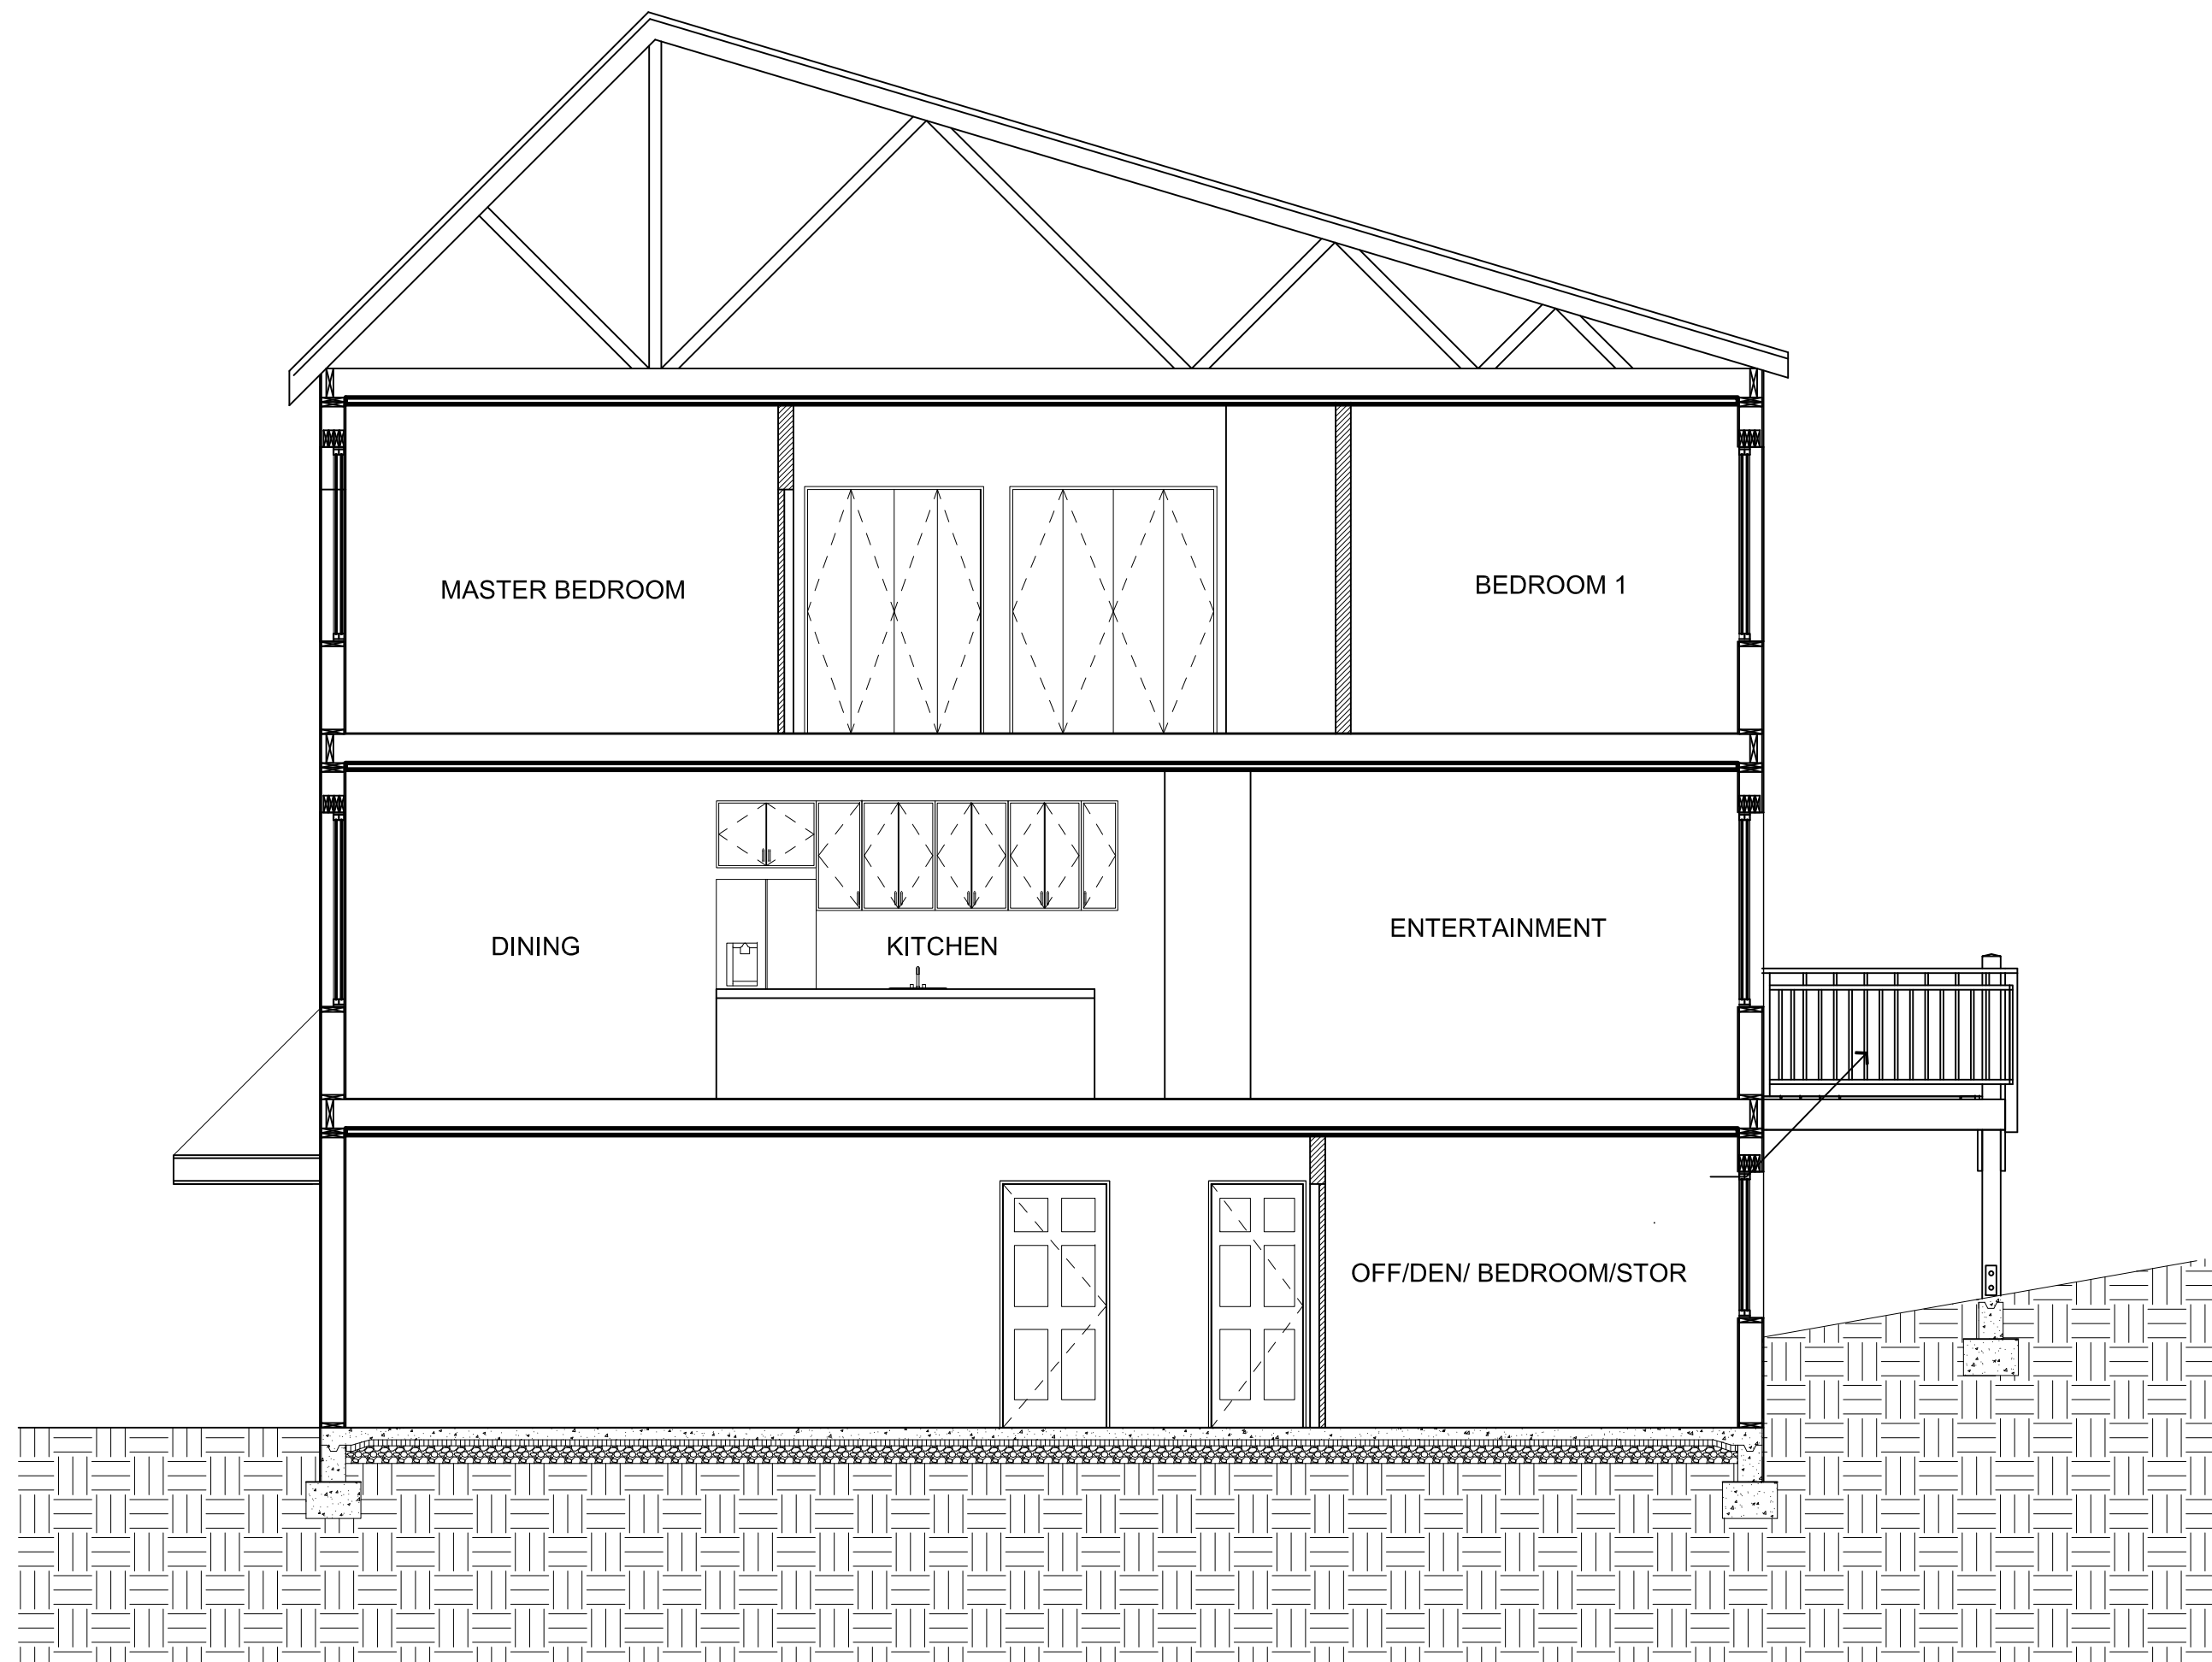 MASTER BEDROOM
BEDROOM 1
DINING
KITCHEN
ENTERTAINMENT
OFF/DEN/ BEDROOM/STOR